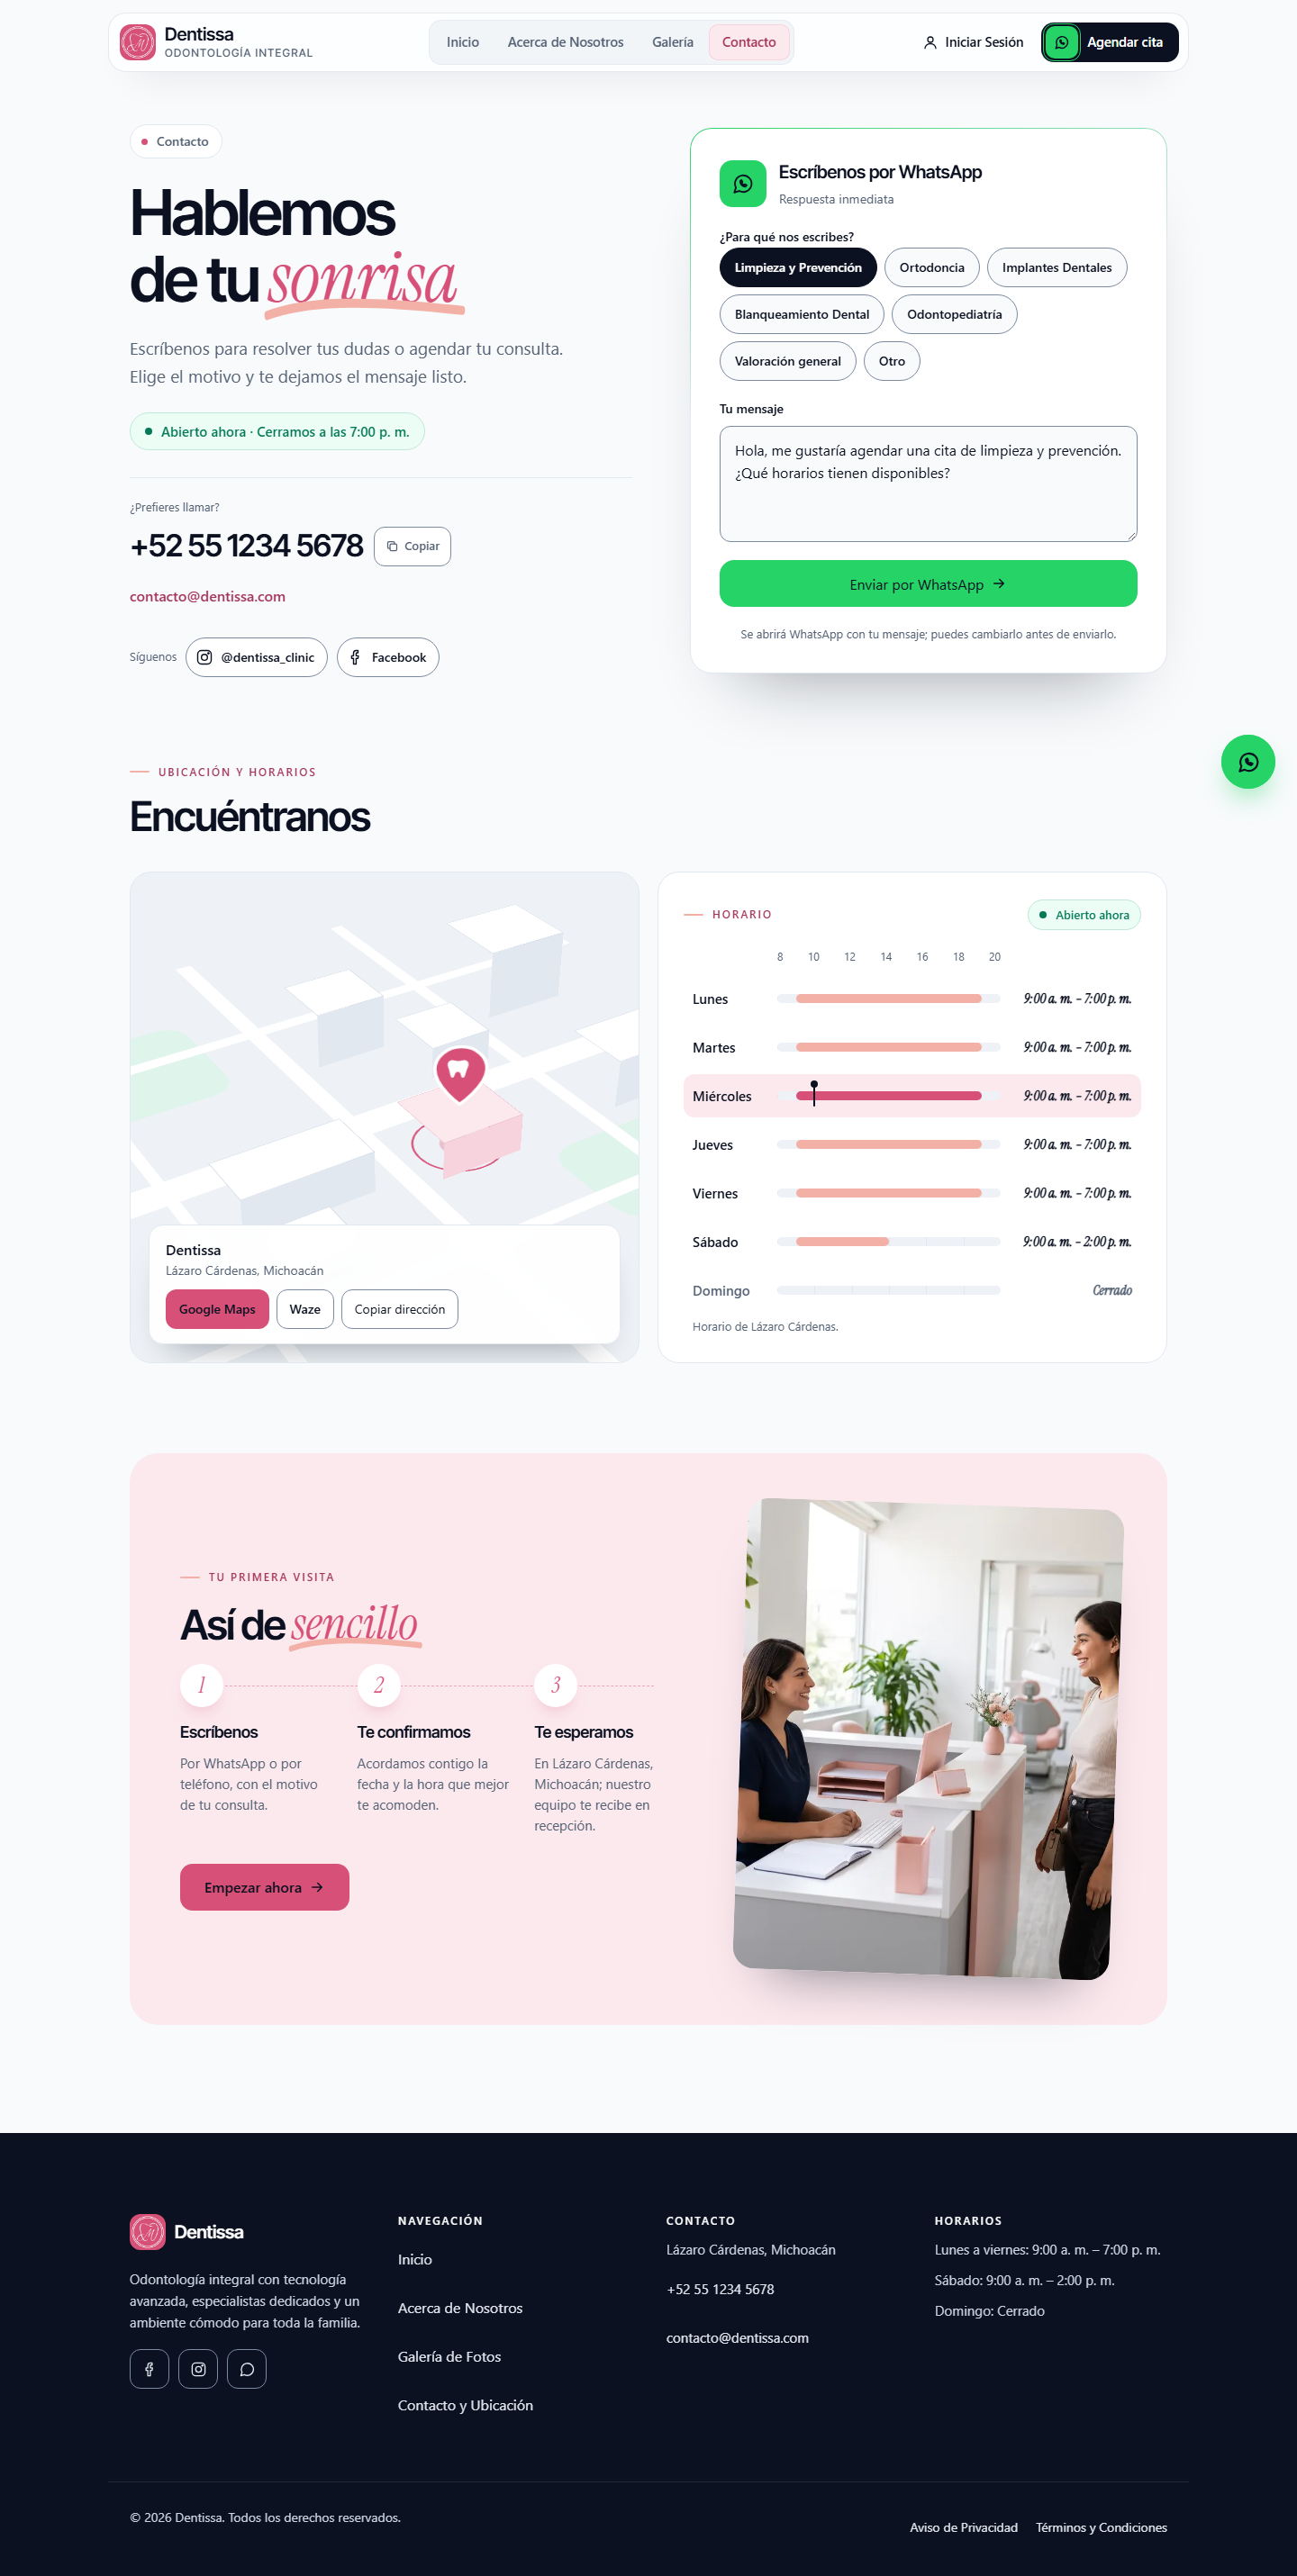 Dentissa
ODONTOLOGÍA INTEGRAL
Inicio
Acerca de Nosotros
Galería
Contacto
Iniciar Sesión
Agendar cita
Contacto
Hablemos
de tu sonrisa
Escríbenos para resolver tus dudas o agendar tu consulta.
Elige el motivo y te dejamos el mensaje listo.
Abierto ahora · Cerramos a las 7:00 p. m.
¿Prefieres llamar?
+52 55 1234 5678
Copiar
contacto@dentissa.com
Síguenos
@dentissa_clinic
Facebook
Escríbenos por WhatsApp
Respuesta inmediata
¿Para qué nos escribes?
Limpieza y Prevención
Ortodoncia
Implantes Dentales
Blanqueamiento Dental
Odontopediatría
Valoración general
Otro
Tu mensaje
Hola, me gustaría agendar una cita de limpieza y prevención.
¿Qué horarios tienen disponibles?
Enviar por WhatsApp
Se abrirá WhatsApp con tu mensaje; puedes cambiarlo antes de enviarlo.
UBICACIÓN Y HORARIOS
Encuéntranos
Dentissa
Lázaro Cárdenas, Michoacán
Google Maps
Waze
Copiar dirección
HORARIO
Abierto ahora
8 10 12 14 16 18 20
Lunes 9:00 a. m. – 7:00 p. m.
Martes 9:00 a. m. – 7:00 p. m.
Miércoles 9:00 a. m. – 7:00 p. m.
Jueves 9:00 a. m. – 7:00 p. m.
Viernes 9:00 a. m. – 7:00 p. m.
Sábado 9:00 a. m. – 2:00 p. m.
Domingo Cerrado
Horario de Lázaro Cárdenas.
TU PRIMERA VISITA
Así de sencillo
1
Escríbenos
Por WhatsApp o por
teléfono, con el motivo
de tu consulta.
2
Te confirmamos
Acordamos contigo la
fecha y la hora que mejor
te acomoden.
3
Te esperamos
En Lázaro Cárdenas,
Michoacán; nuestro
equipo te recibe en
recepción.
Empezar ahora
Dentissa
Odontología integral con tecnología
avanzada, especialistas dedicados y un
ambiente cómodo para toda la familia.
NAVEGACIÓN
Inicio
Acerca de Nosotros
Galería de Fotos
Contacto y Ubicación
CONTACTO
Lázaro Cárdenas, Michoacán
+52 55 1234 5678
contacto@dentissa.com
HORARIOS
Lunes a viernes: 9:00 a. m. – 7:00 p. m.
Sábado: 9:00 a. m. – 2:00 p. m.
Domingo: Cerrado
© 2026 Dentissa. Todos los derechos reservados.
Aviso de Privacidad
Términos y Condiciones